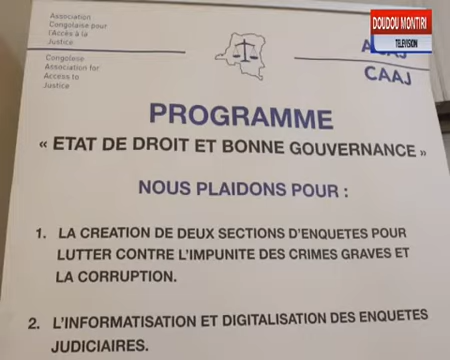 Association
Congolaise pour
l'Accès à la
Justice
Congolese
Association for
Access to
Justice
DOUDOU MONTIRI
TELEVISION
CAAJ
PROGRAMME
« ETAT DE DROIT ET BONNE GOUVERNANCE »
NOUS PLAIDONS POUR :
1. LA CREATION DE DEUX SECTIONS D'ENQUETES POUR
LUTTER CONTRE L'IMPUNITE DES CRIMES GRAVES ET
LA CORRUPTION.
2. L'INFORMATISATION ET DIGITALISATION DES ENQUETES
JUDICIAIRES.